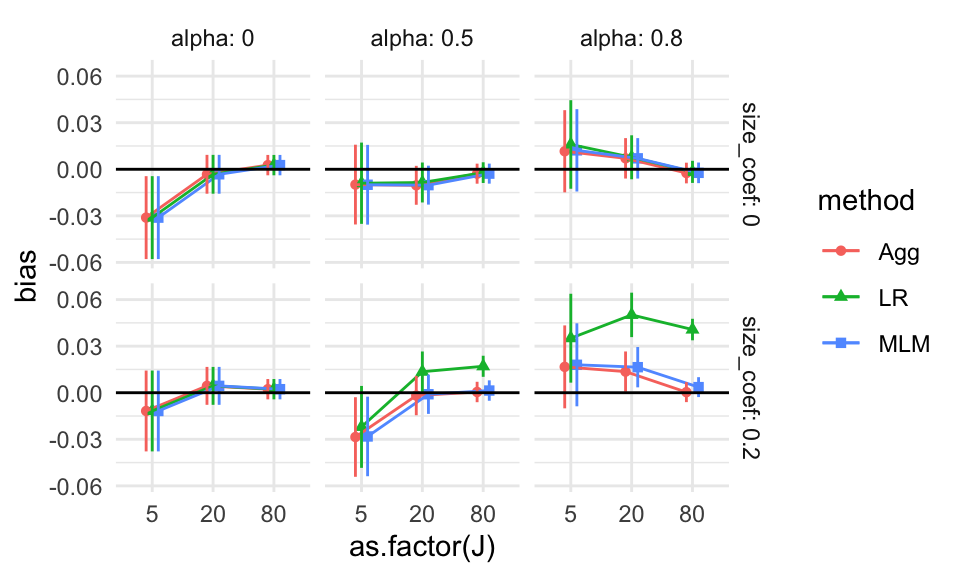 alpha: 0 alpha: 0.5 alpha: 0.8
0.06
0.03
0.00
-0.03
-0.06
size_coef: 0
0.06
0.03
0.00
-0.03
-0.06
size_coef: 0.2
5 20 80 5 20 80 5 20 80
as.factor(J)
bias
method
Agg
LR
MLM